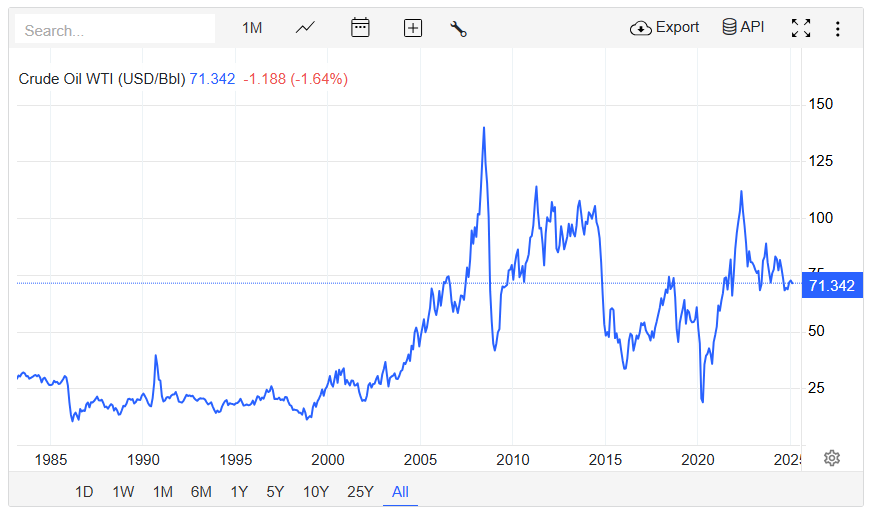 Search... 1M Export API
Crude Oil WTI (USD/Bbl) 71.342 -1.188 (-1.64%)
150
125
100
75
71.342
50
25
1985 1990 1995 2000 2005 2010 2015 2020 2025
1D 1W 1M 6M 1Y 5Y 10Y 25Y All